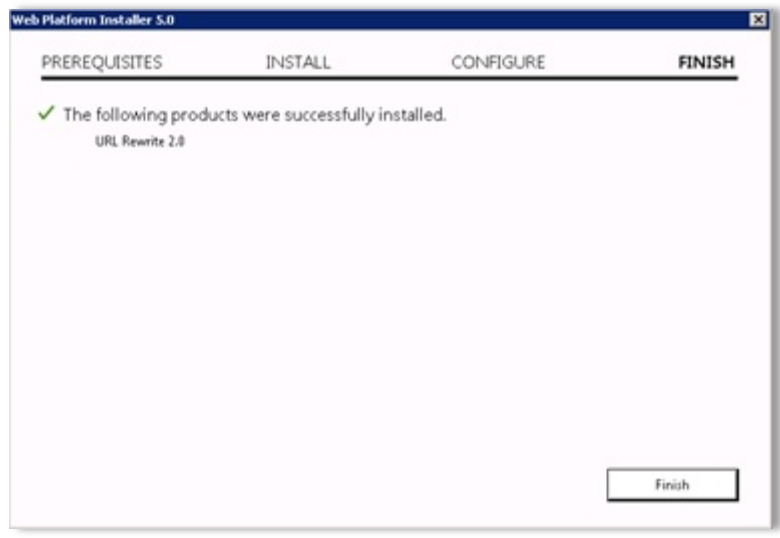 Web Platform Installer 5.0
PREREQUISITES INSTALL CONFIGURE FINISH
The following products were successfully installed.
URL Rewrite 2.0
Finish